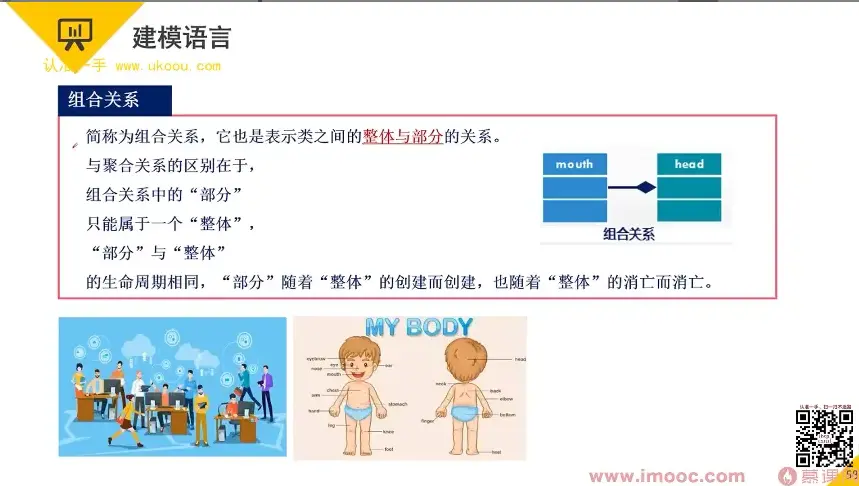 建模语言
认准一手 www.ukoou.com
组合关系
简称为组合关系，它也是表示类之间的整体与部分的关系。
与聚合关系的区别在于，
组合关系中的“部分”
只能属于一个“整体”，
“部分”与“整体”
的生命周期相同，“部分”随着“整体”的创建而创建，也随着“整体”的消亡而消亡。
mouth
head
组合关系
MY BODY
eyebrow
eye
nose
mouth
ear
chest
arm
hand
stomach
leg
knee
foot
head
neck
back
elbow
finger
bottom
heel
www.imooc.com
慕课